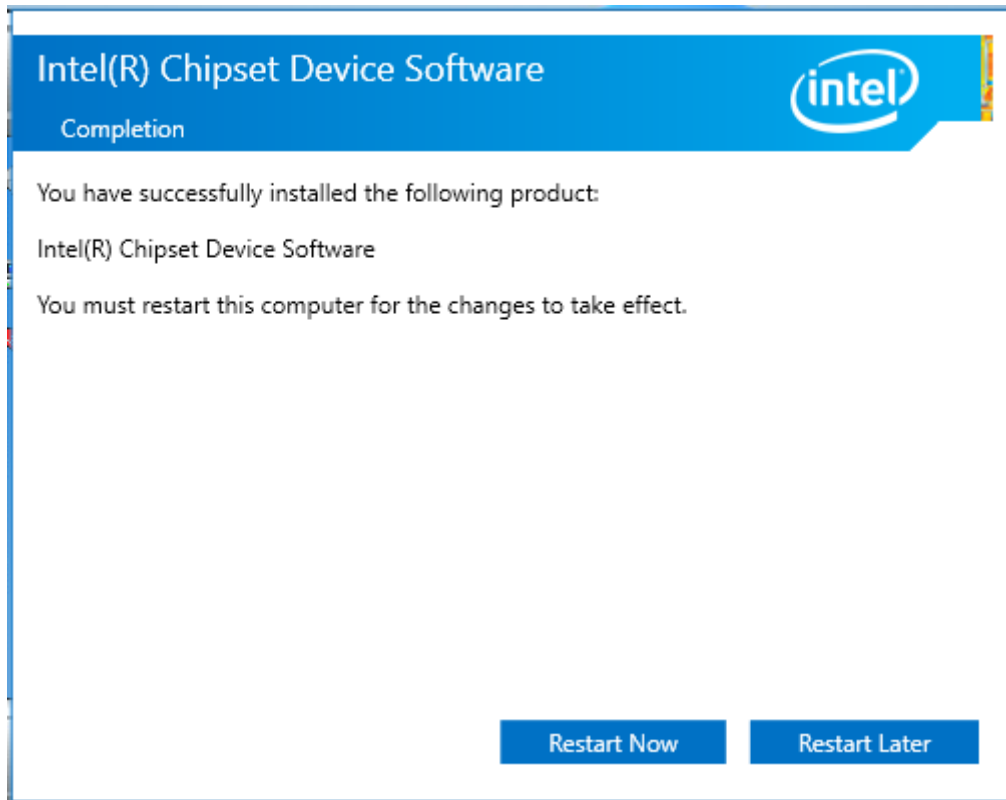 Intel(R) Chipset Device Software
intel
Completion
You have successfully installed the following product:
Intel(R) Chipset Device Software
You must restart this computer for the changes to take effect.
Restart Now
Restart Later